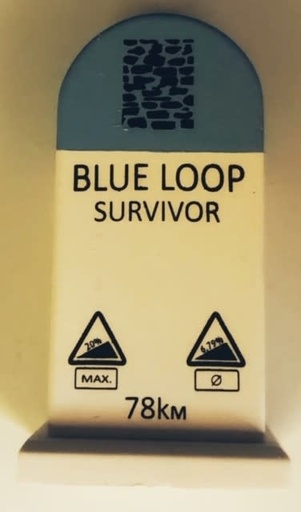 BLUE LOOP
SURVIVOR
20% 6,79%
MAX. Ø
78KM